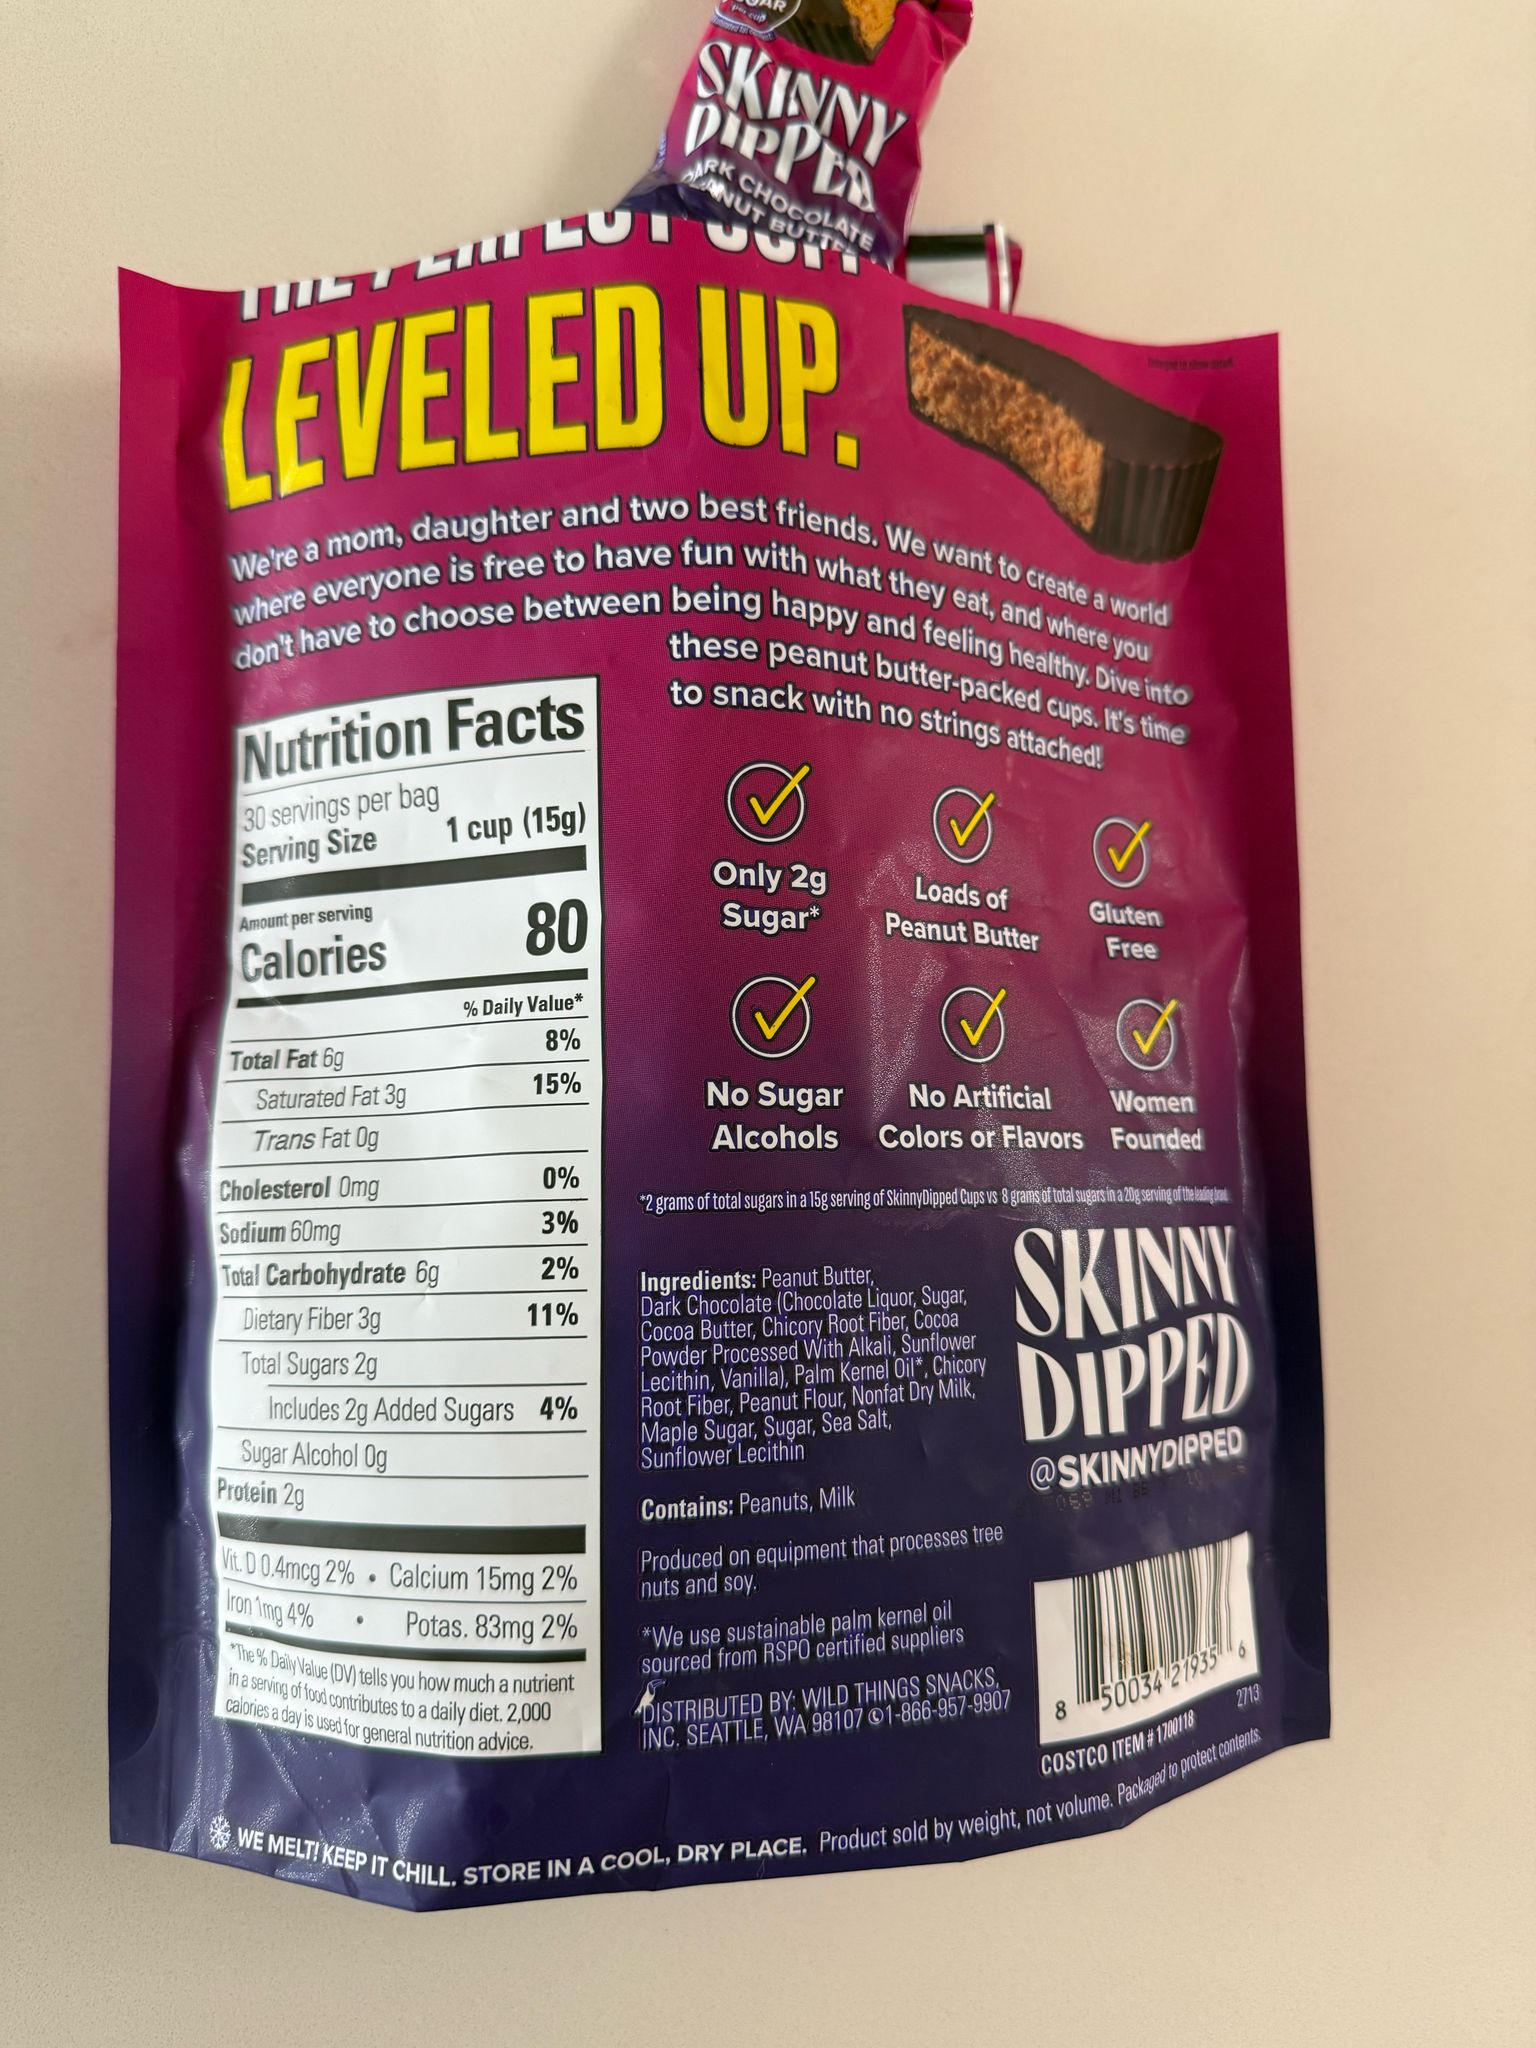 SKINNY
DIPPED
DARK CHOCOLATE
PEANUT BUTTER
THE PERFECT CUP,
LEVELED UP.
Enlarged to show detail.
We're a mom, daughter and two best friends. We want to create a world
where everyone is free to have fun with what they eat, and where you
don't have to choose between being happy and feeling healthy. Dive into
these peanut butter-packed cups. It's time
to snack with no strings attached!
Nutrition Facts
30 servings per bag
Serving Size 1 cup (15g)
Amount per serving
Calories 80
% Daily Value*
Total Fat 6g 8%
Saturated Fat 3g 15%
Trans Fat 0g
Cholesterol 0mg 0%
Sodium 60mg 3%
Total Carbohydrate 6g 2%
Dietary Fiber 3g 11%
Total Sugars 2g
Includes 2g Added Sugars 4%
Sugar Alcohol 0g
Protein 2g
Vit. D 0.4mcg 2% • Calcium 15mg 2%
Iron 1mg 4% • Potas. 83mg 2%
*The % Daily Value (DV) tells you how much a nutrient
in a serving of food contributes to a daily diet. 2,000
calories a day is used for general nutrition advice.
Only 2g
Sugar*
Loads of
Peanut Butter
Gluten
Free
No Sugar
Alcohols
No Artificial
Colors or Flavors
Women
Founded
*2 grams of total sugars in a 15g serving of SkinnyDipped Cups vs 8 grams of total sugars in a 20g serving of the leading brand
Ingredients: Peanut Butter,
Dark Chocolate (Chocolate Liquor, Sugar,
Cocoa Butter, Chicory Root Fiber, Cocoa
Powder Processed With Alkali, Sunflower
Lecithin, Vanilla), Palm Kernel Oil*, Chicory
Root Fiber, Peanut Flour, Nonfat Dry Milk,
Maple Sugar, Sugar, Sea Salt,
Sunflower Lecithin
Contains: Peanuts, Milk
Produced on equipment that processes tree
nuts and soy.
*We use sustainable palm kernel oil
sourced from RSPO certified suppliers
DISTRIBUTED BY: WILD THINGS SNACKS,
INC. SEATTLE, WA 98107 1-866-957-9907
SKINNY
DIPPED
@SKINNYDIPPED
8 50034 21935 6
2713
COSTCO ITEM # 1700118
WE MELT! KEEP IT CHILL. STORE IN A COOL, DRY PLACE. Product sold by weight, not volume. Packaged to protect contents.